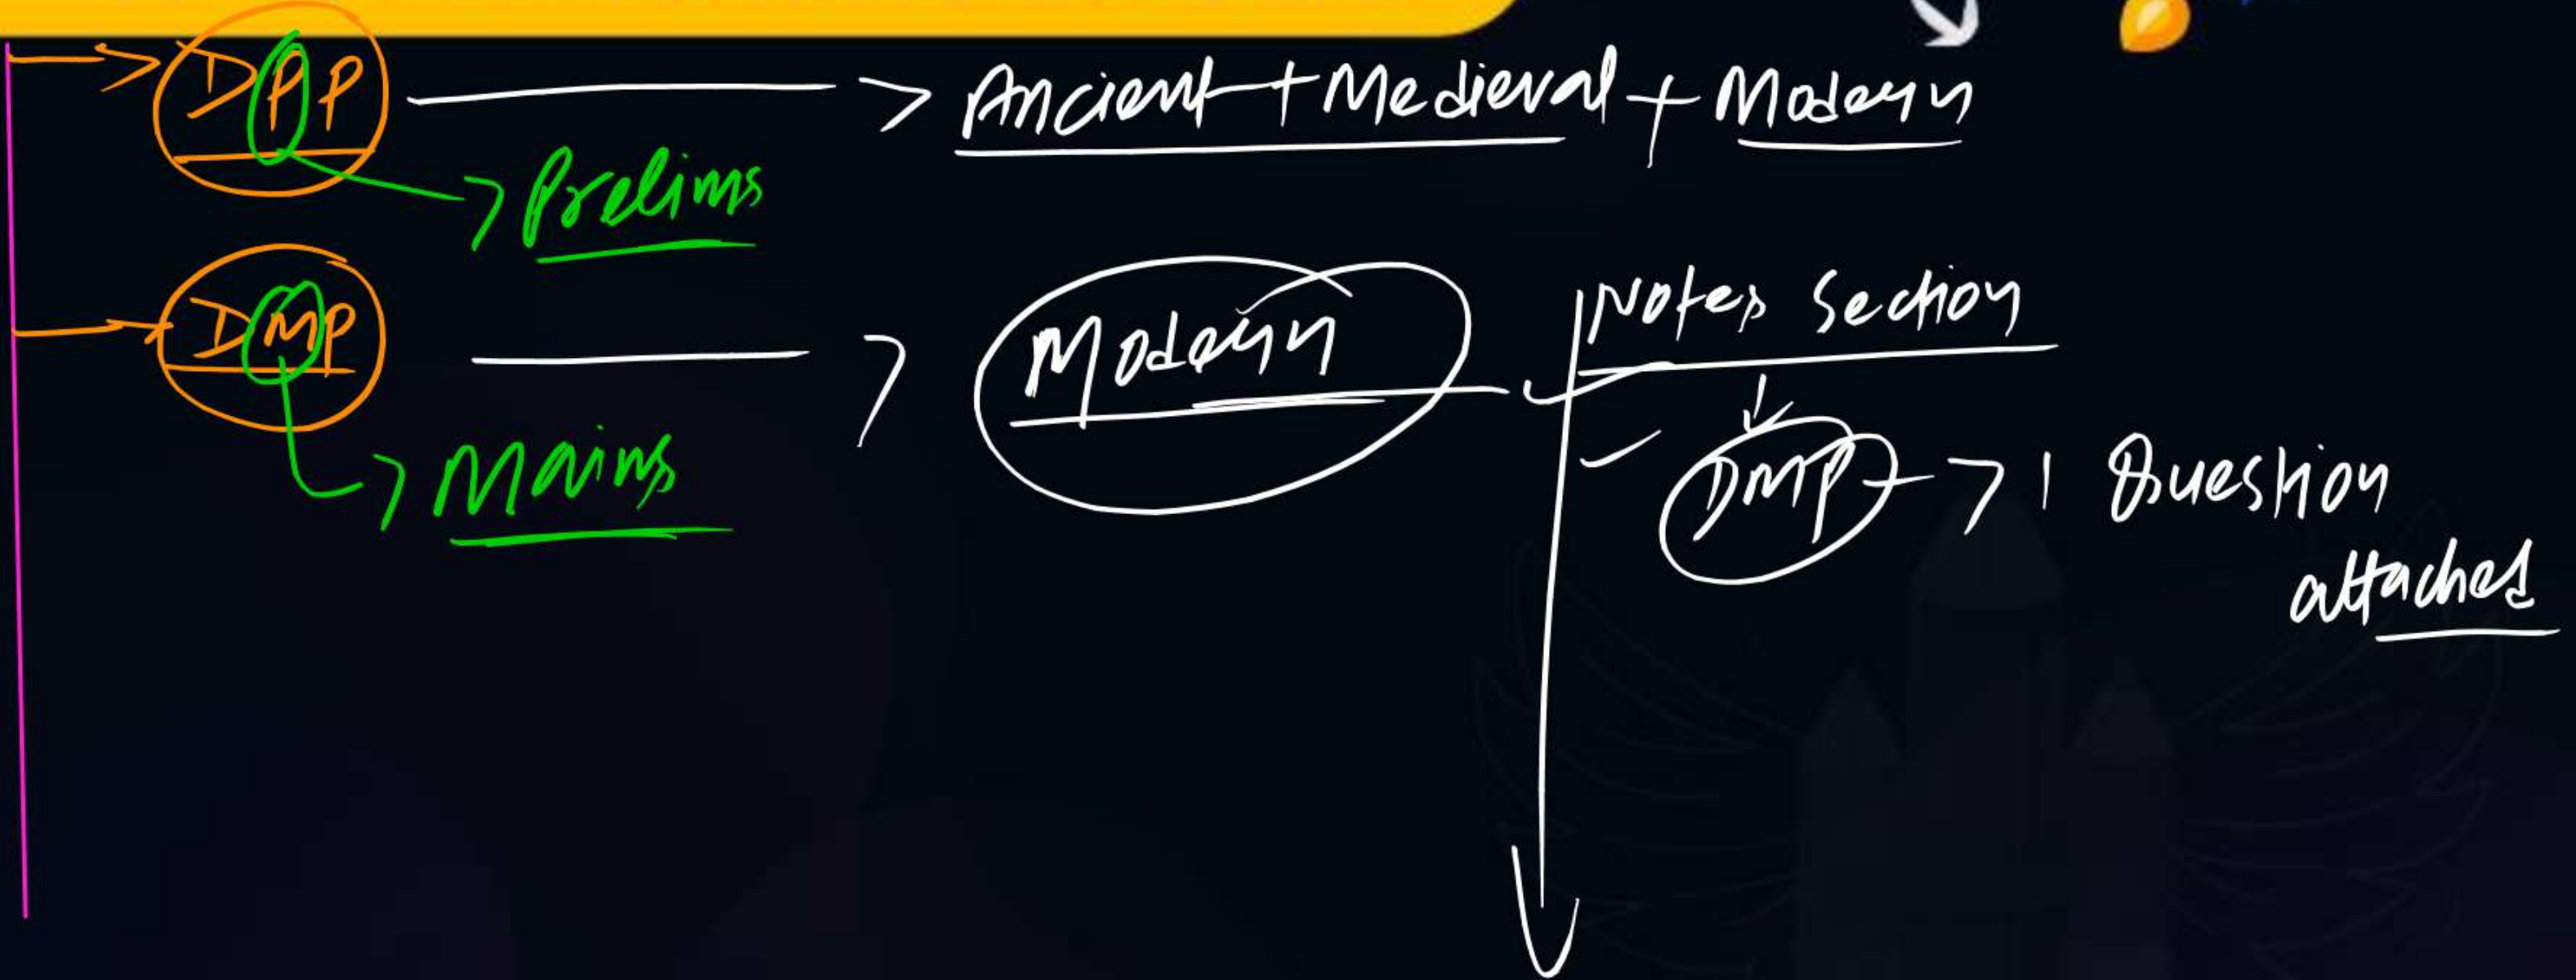 DPP → Ancient + Medieval + Modern
→ Prelims
DMP → Modern
→ Mains
Notes Section
DMP → 1 Question
attached